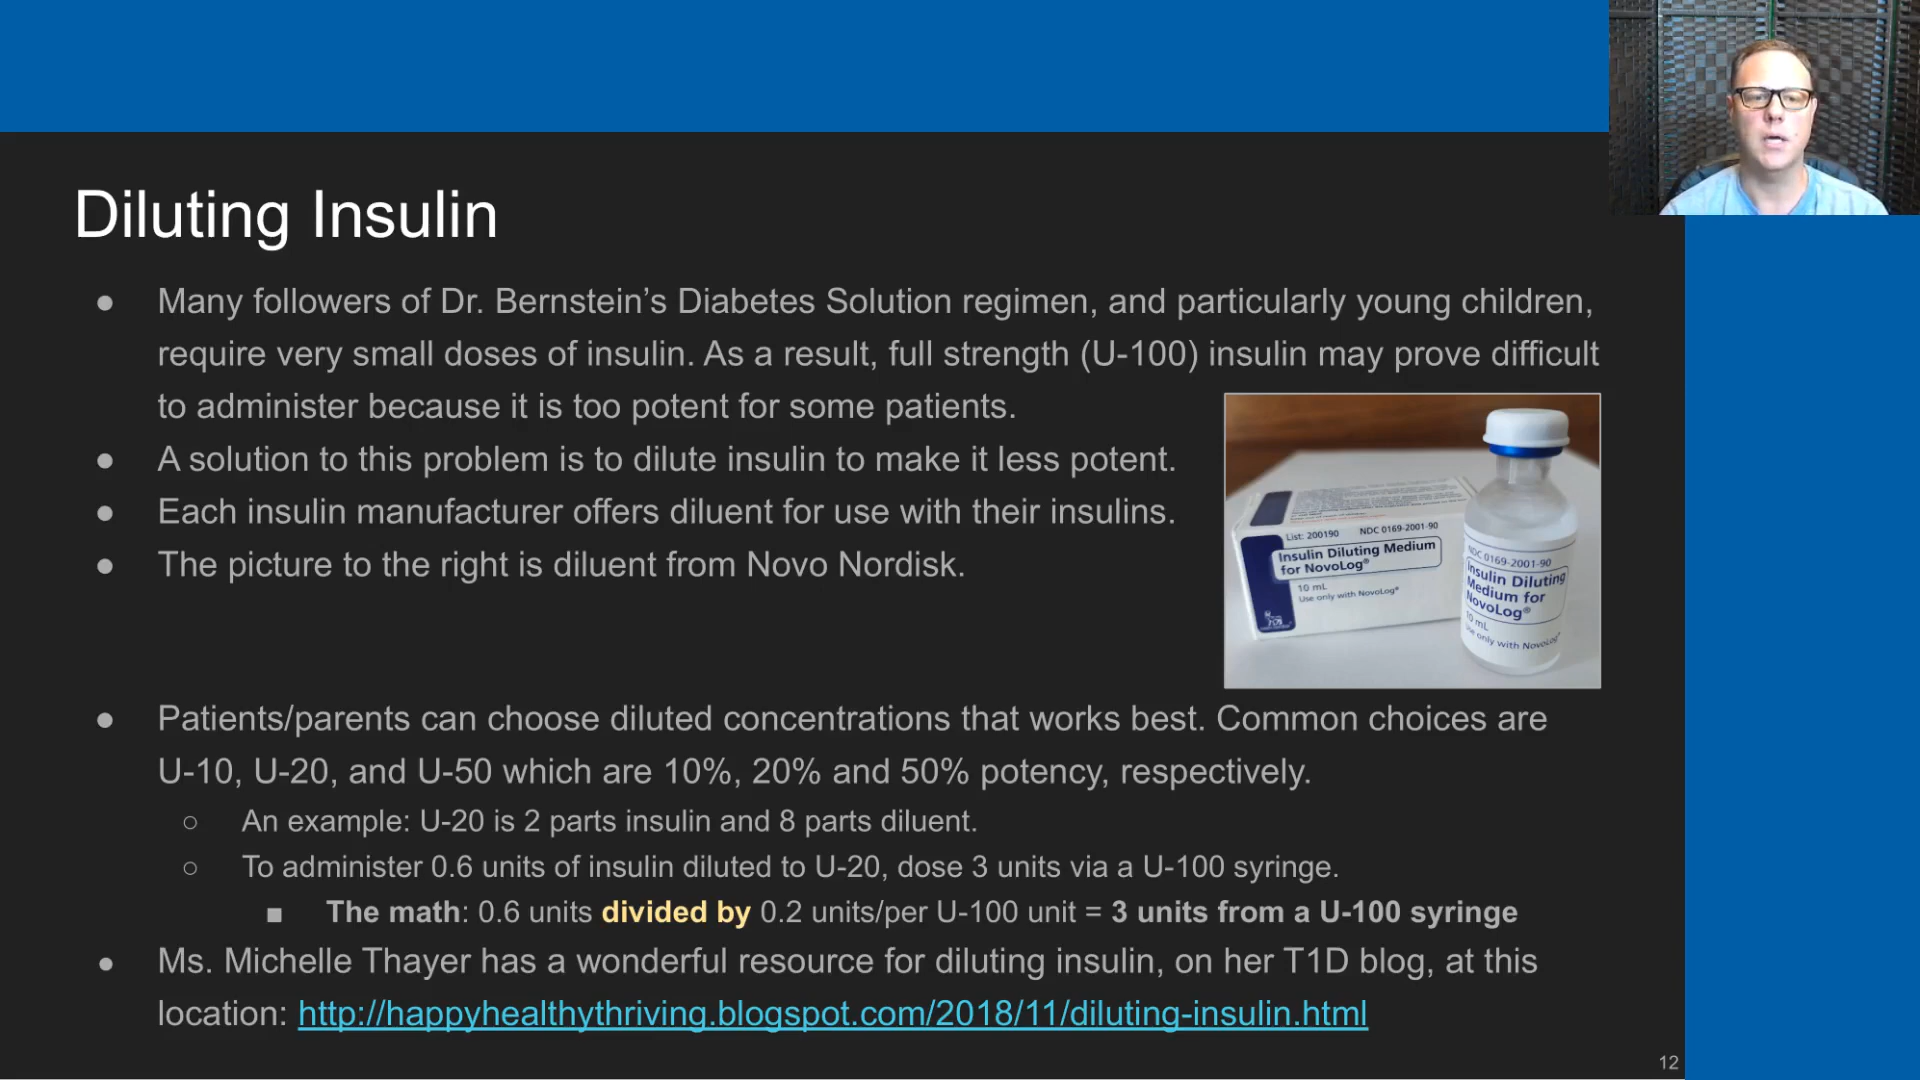 Diluting Insulin
● Many followers of Dr. Bernstein’s Diabetes Solution regimen, and particularly young children,
require very small doses of insulin. As a result, full strength (U-100) insulin may prove difficult
to administer because it is too potent for some patients.
● A solution to this problem is to dilute insulin to make it less potent.
● Each insulin manufacturer offers diluent for use with their insulins.
● The picture to the right is diluent from Novo Nordisk.
List: 200190 NDC 0169-2001-90
Insulin Diluting Medium
for NovoLog®
10 mL
Use only with NovoLog®
NDC 0169-2001-90
Insulin Diluting
Medium for
NovoLog®
10 mL
Use only with NovoLog®
● Patients/parents can choose diluted concentrations that works best. Common choices are
U-10, U-20, and U-50 which are 10%, 20% and 50% potency, respectively.
○ An example: U-20 is 2 parts insulin and 8 parts diluent.
○ To administer 0.6 units of insulin diluted to U-20, dose 3 units via a U-100 syringe.
■ The math: 0.6 units divided by 0.2 units/per U-100 unit = 3 units from a U-100 syringe
● Ms. Michelle Thayer has a wonderful resource for diluting insulin, on her T1D blog, at this
location: http://happyhealthythriving.blogspot.com/2018/11/diluting-insulin.html
12